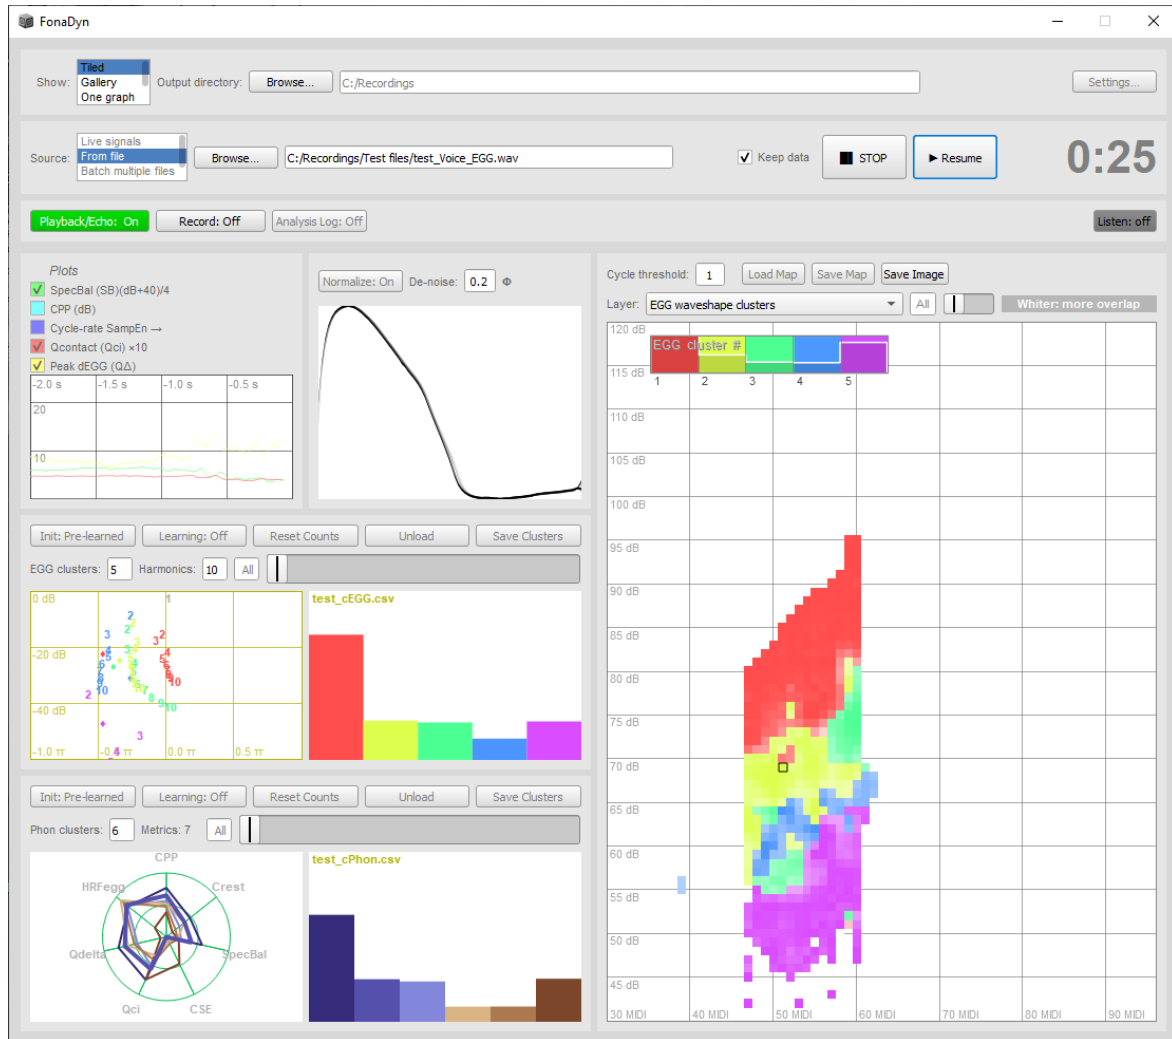 FonaDyn
Show:
Tiled
Gallery
One graph
Output directory:
Browse...
C:/Recordings
Settings...
Source:
Live signals
From file
Batch multiple files
Browse...
C:/Recordings/Test files/test_Voice_EGG.wav
Keep data
STOP
Resume
0:25
Playback/Echo: On
Record: Off
Analysis Log: Off
Listen: off
Plots
SpecBal (SB)(dB+40)/4
CPP (dB)
Cycle-rate SampEn →
Qcontact (Qci) ×10
Peak dEGG (QΔ)
-2.0 s -1.5 s -1.0 s -0.5 s
20
10
Normalize: On
De-noise:
0.2
Φ
Init: Pre-learned
Learning: Off
Reset Counts
Unload
Save Clusters
EGG clusters: 5
Harmonics: 10
All
0 dB
-20 dB
-40 dB
-1.0 π
0.0 π
0.5 π
test_cEGG.csv
Init: Pre-learned
Learning: Off
Reset Counts
Unload
Save Clusters
Phon clusters: 6
Metrics: 7
All
CPP
Crest
SpecBal
CSE
Qci
Qdelta
HRFegg
test_cPhon.csv
Cycle threshold: 1
Load Map
Save Map
Save Image
Layer:
EGG waveshape clusters
All
Whiter: more overlap
120 dB
EGG cluster #
115 dB
1 2 3 4 5
110 dB
105 dB
100 dB
95 dB
90 dB
85 dB
80 dB
75 dB
70 dB
65 dB
60 dB
55 dB
50 dB
45 dB
30 MIDI 40 MIDI 50 MIDI 60 MIDI 70 MIDI 80 MIDI 90 MIDI